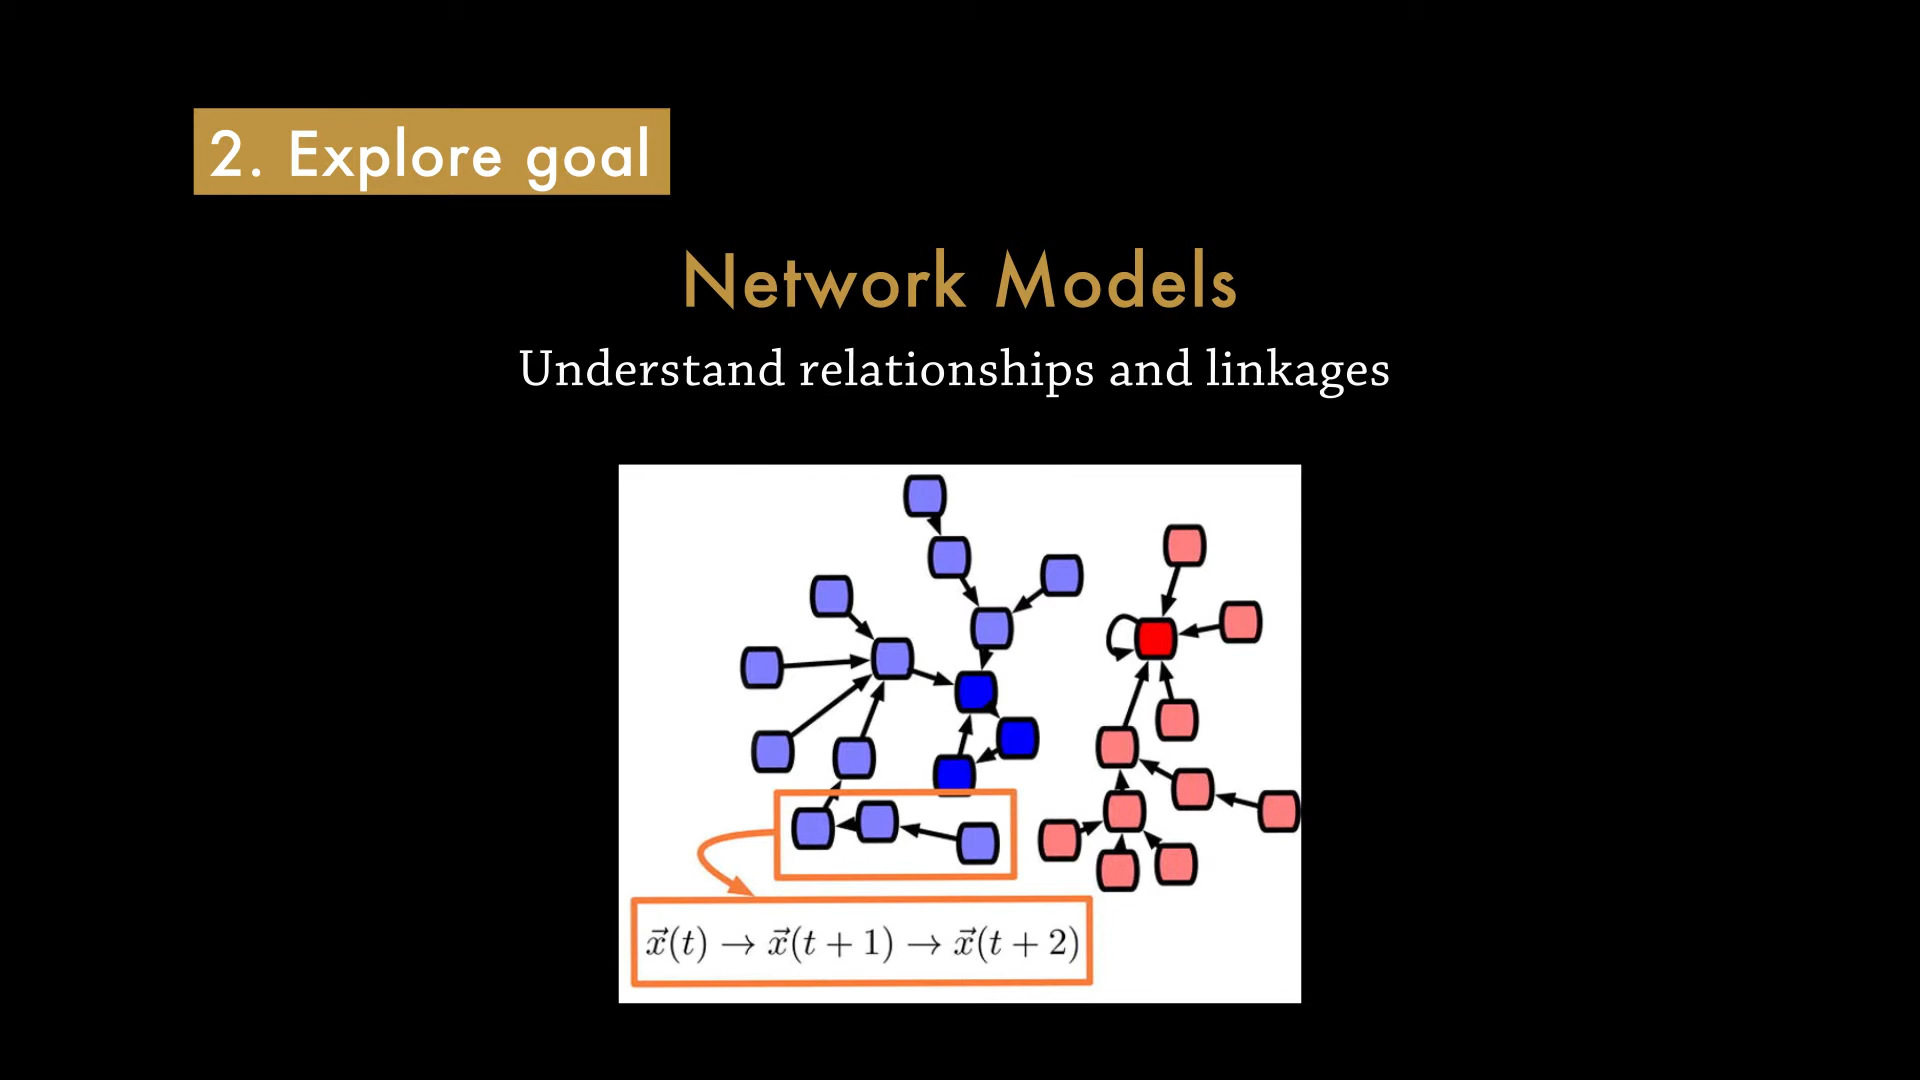 2. Explore goal
Network Models
Understand relationships and linkages
x⃗(t) → x⃗(t + 1) → x⃗(t + 2)